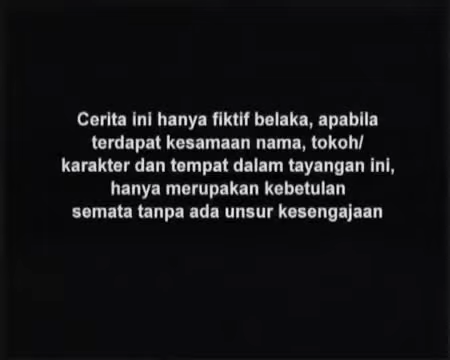 Cerita ini hanya fiktif belaka, apabila
terdapat kesamaan nama, tokoh/
karakter dan tempat dalam tayangan ini,
hanya merupakan kebetulan
semata tanpa ada unsur kesengajaan